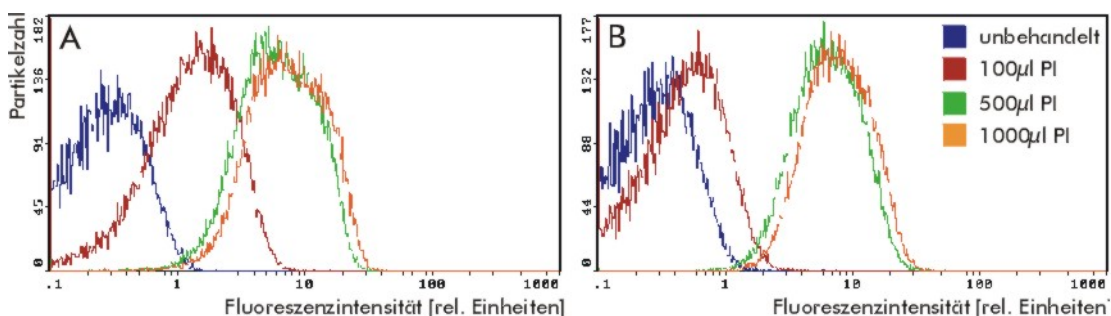 A
Partikelzahl
182
136
91
45
0
.1 1 10 100 1000
Fluoreszenzintensität [rel. Einheiten]
B
177
132
88
44
0
.1 1 10 100 1000
Fluoreszenzintensität [rel. Einheiten
unbehandelt
100µl PI
500µl PI
1000µl PI